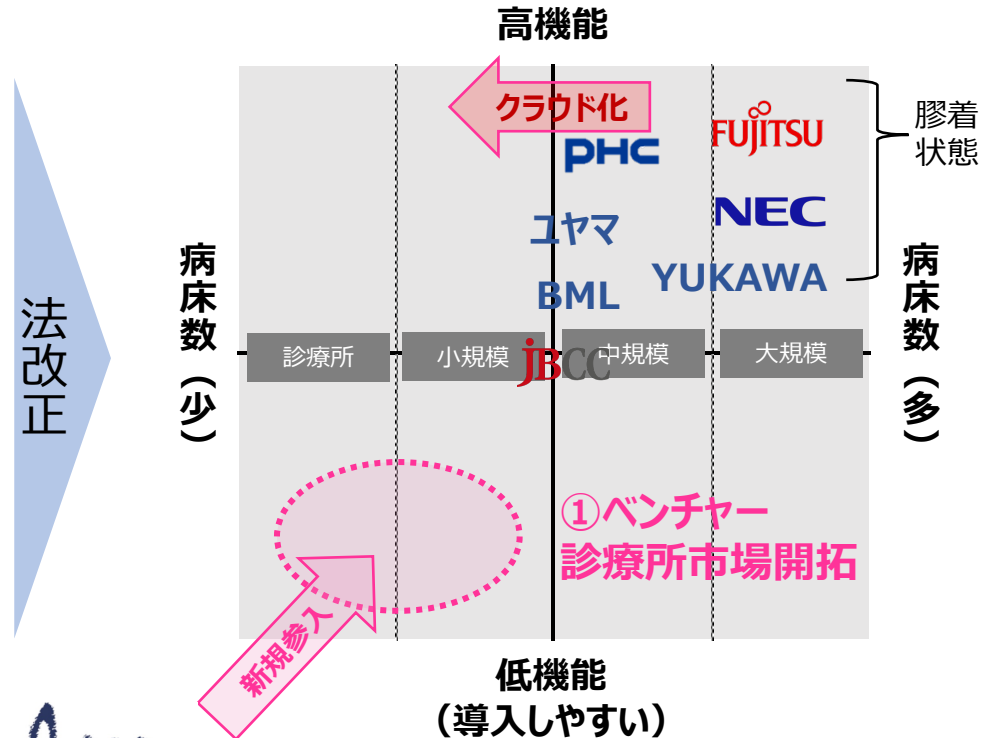 高機能
クラウド化
PHC
FUJITSU
膠着
状態
ユヤマ
NEC
BML
YUKAWA
法改正
病床数（少）
病床数（多）
診療所
小規模
JBCC
中規模
大規模
①ベンチャー
診療所市場開拓
新規参入
低機能
（導入しやすい）